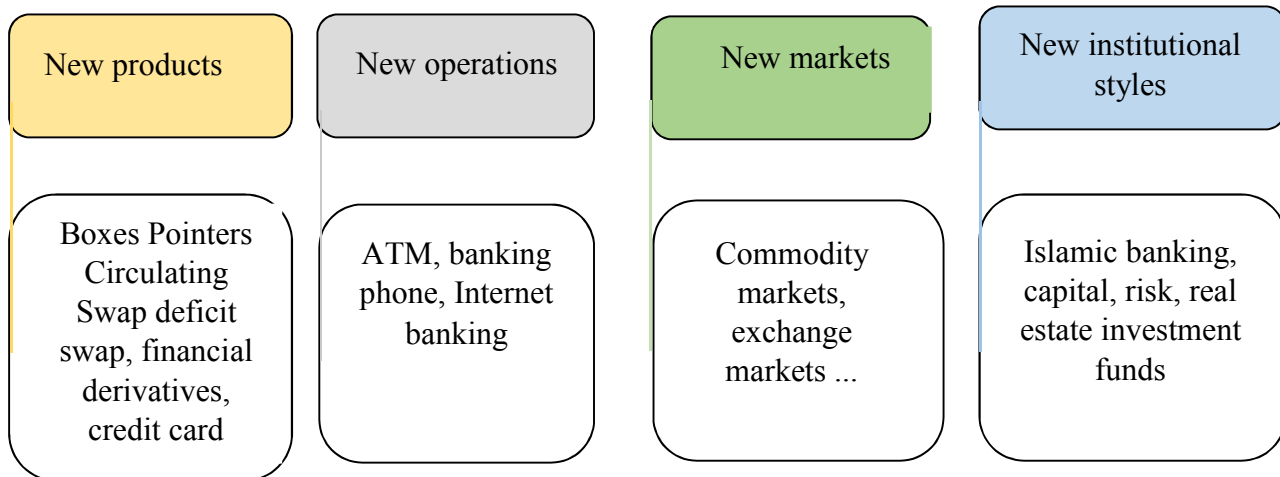 New products
New operations
New markets
New institutional
styles
Boxes Pointers
Circulating
Swap deficit
swap, financial
derivatives,
credit card
ATM, banking
phone, Internet
banking
Commodity
markets,
exchange
markets ...
Islamic banking,
capital, risk, real
estate investment
funds